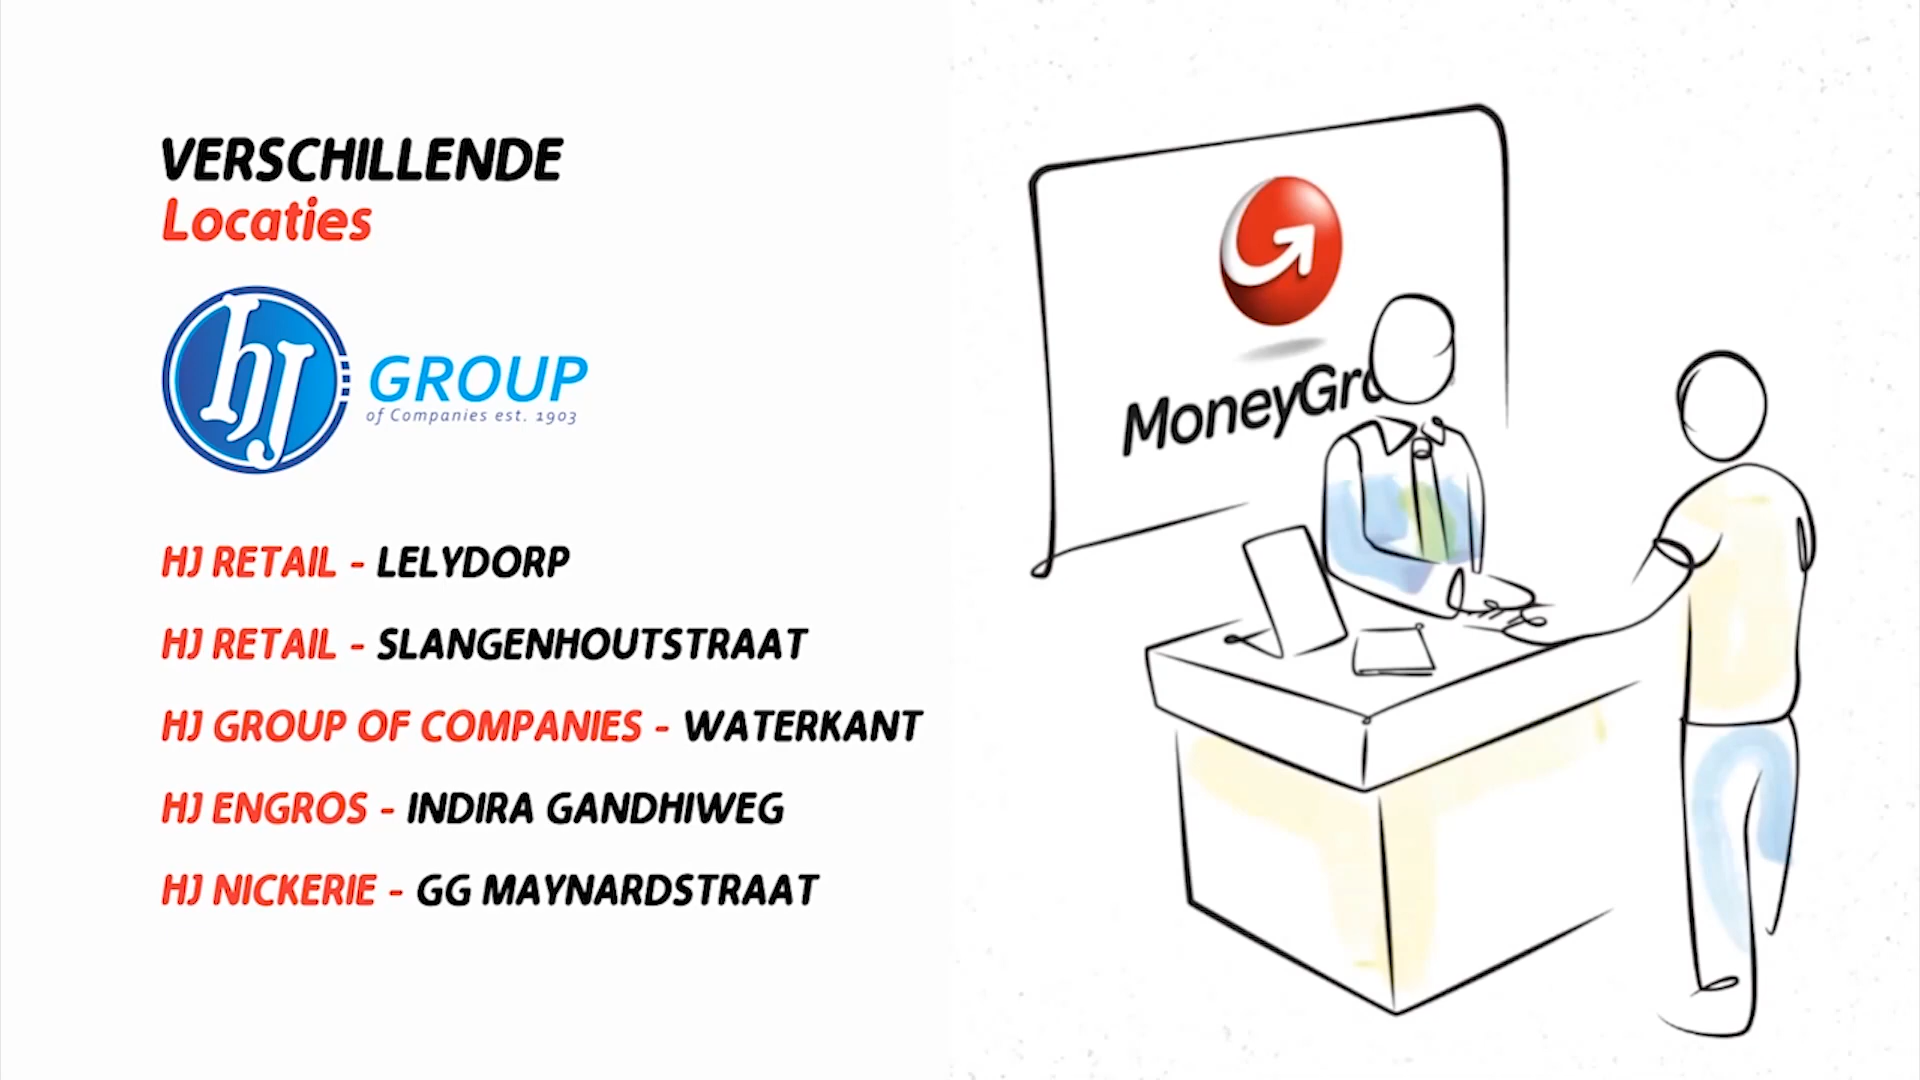 VERSCHILLENDE
Locaties
hJ GROUP
of Companies est. 1903
HJ RETAIL - LELYDORP
HJ RETAIL - SLANGENHOUTSTRAAT
HJ GROUP OF COMPANIES - WATERKANT
HJ ENGROS - INDIRA GANDHIWEG
HJ NICKERIE - GG MAYNARDSTRAAT
MoneyGr